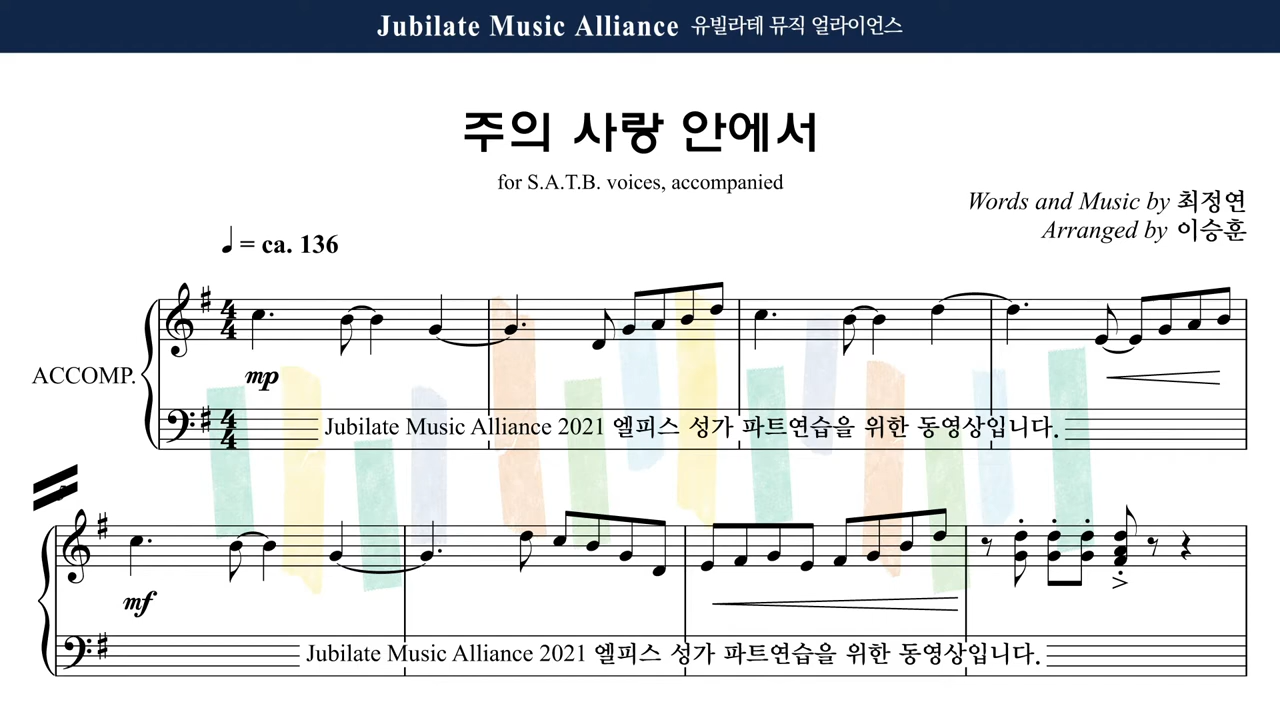 Jubilate Music Alliance 유빌라테 뮤직 얼라이언스
주의 사랑 안에서
for S.A.T.B. voices, accompanied
Words and Music by 최정연
Arranged by 이승훈
♩ = ca. 136
ACCOMP.
mp
Jubilate Music Alliance 2021 엘피스 성가 파트연습을 위한 동영상입니다.
mf
Jubilate Music Alliance 2021 엘피스 성가 파트연습을 위한 동영상입니다.